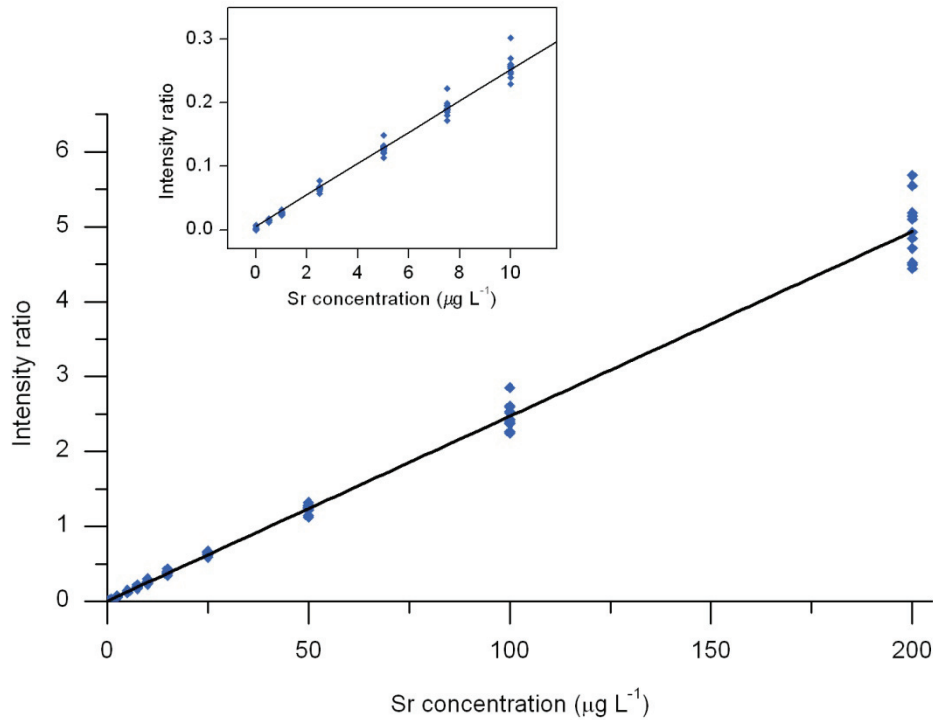 0.3
0.2
0.1
0.0
Intensity ratio
0 2 4 6 8 10
Sr concentration (µg L⁻¹)
6
5
4
3
2
1
0
Intensity ratio
0 50 100 150 200
Sr concentration (µg L⁻¹)